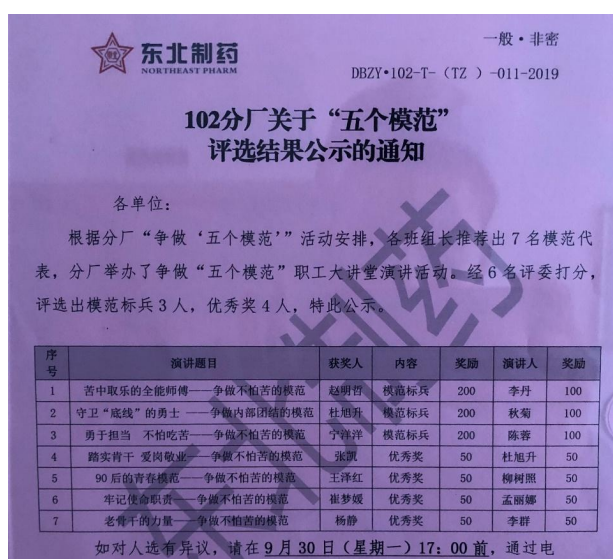 一般·非密
东北制药
NORTHEAST PHARM
DBZY·102-T-（TZ ）-011-2019
102分厂关于“五个模范”
评选结果公示的通知
各单位：
根据分厂“争做‘五个模范’”活动安排，各班组长推荐出7名模范代
表，分厂举办了争做“五个模范”职工大讲堂演讲活动。经6名评委打分，
评选出模范标兵3人，优秀奖4人，特此公示。
序号 演讲题目 获奖人 内容 奖励 演讲人 奖励
1 苦中取乐的全能师傅——争做不怕苦的模范 赵明哲 模范标兵 200 李丹 100
2 守卫“底线”的勇士 ——争做内部团结的模范 杜旭升 模范标兵 200 秋菊 100
3 勇于担当 不怕吃苦——争做不怕苦的模范 宁洋洋 模范标兵 200 陈蓉 100
4 踏实肯干 爱岗敬业——争做不怕苦的模范 张凯 优秀奖 50 杜旭升 50
5 90后的青春模范——争做不怕苦的模范 王泽红 优秀奖 50 柳树照 50
6 牢记使命职责——争做不怕苦的模范 崔梦媛 优秀奖 50 孟丽娜 50
7 老骨干的力量——争做不怕苦的模范 杨静 优秀奖 50 李群 50
如对人选有异议，请在9月30日（星期一）17：00前，通过电
东北制药